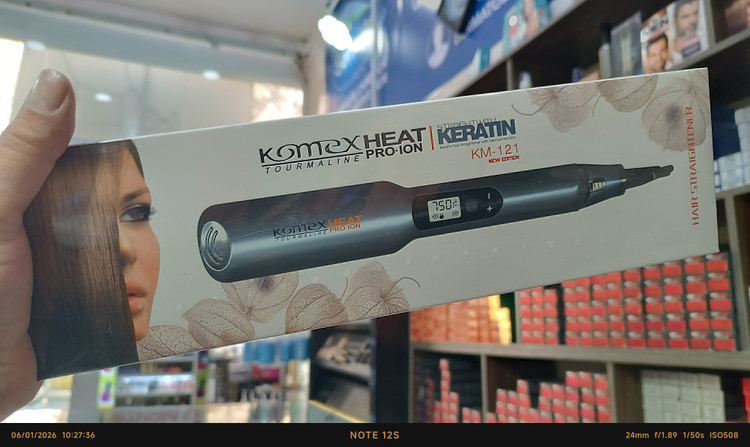 KOMEX HEAT
TOURMALINE PRO·ION
STRAIGHT WITH
KERATIN
KM-121
NEW EDITION
HAIR STRAIGHTENER
750F
KOMEX HEAT
TOURMALINE PRO·ION
06/01/2026 10:27:36
NOTE 12S
24mm f/1.89 1/50s ISO508